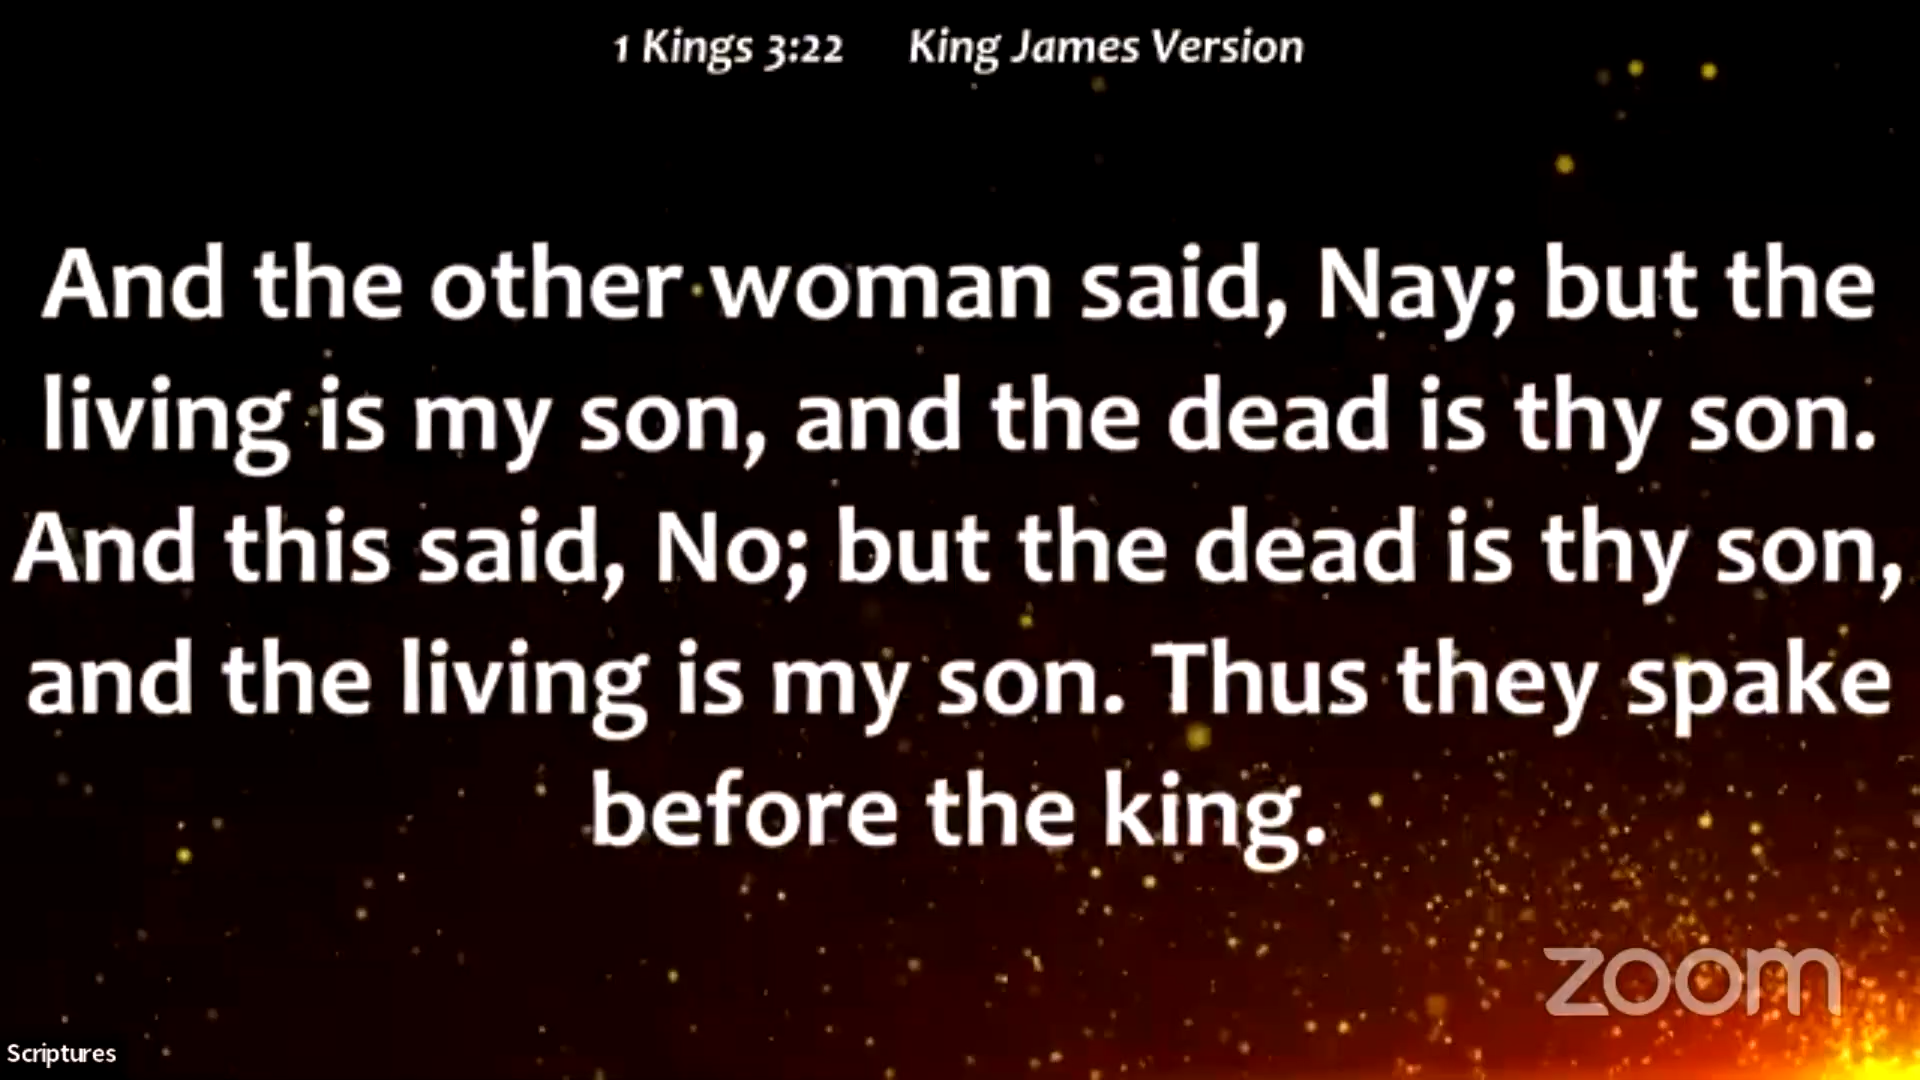 1 Kings 3:22 King James Version
And the other woman said, Nay; but the
living is my son, and the dead is thy son.
And this said, No; but the dead is thy son,
and the living is my son. Thus they spake
before the king.
zoom
Scriptures